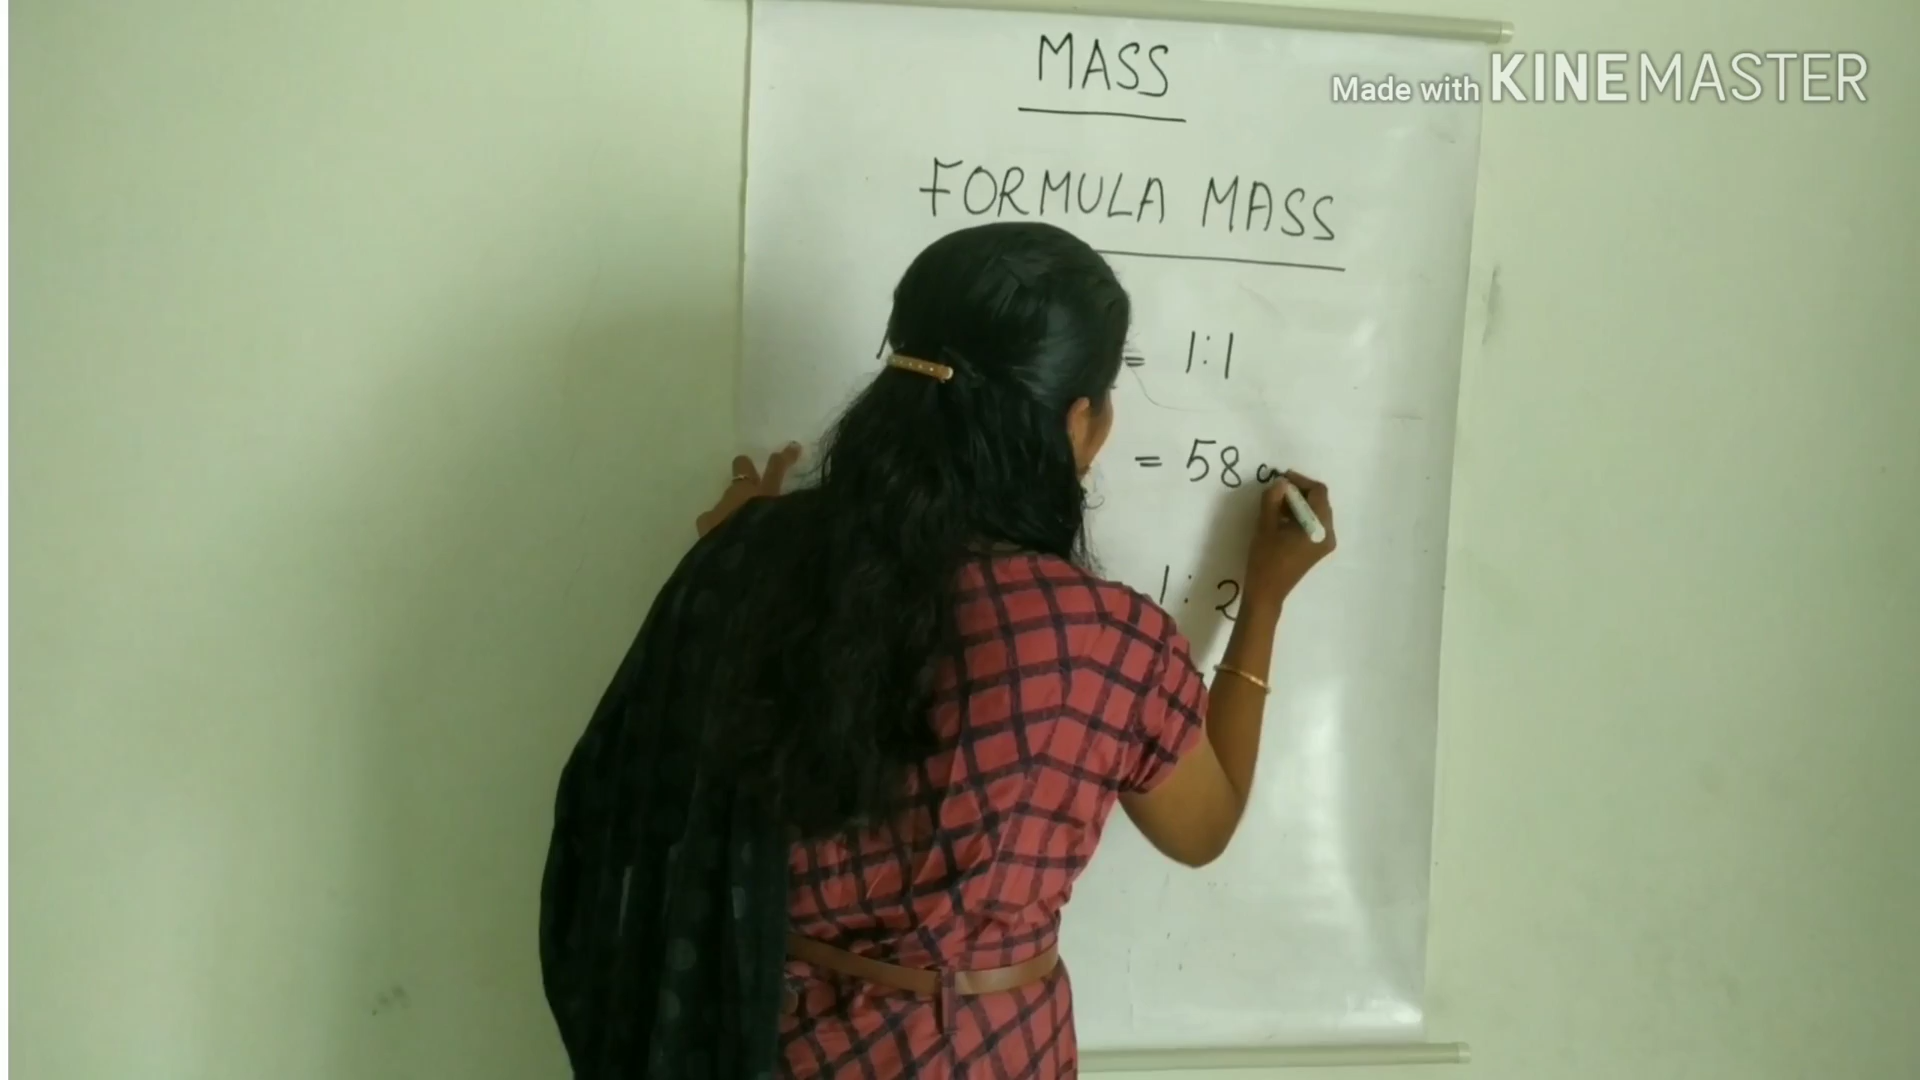 MASS
Made with KINEMASTER
FORMULA MASS
= 1:1
= 58
1 : 2